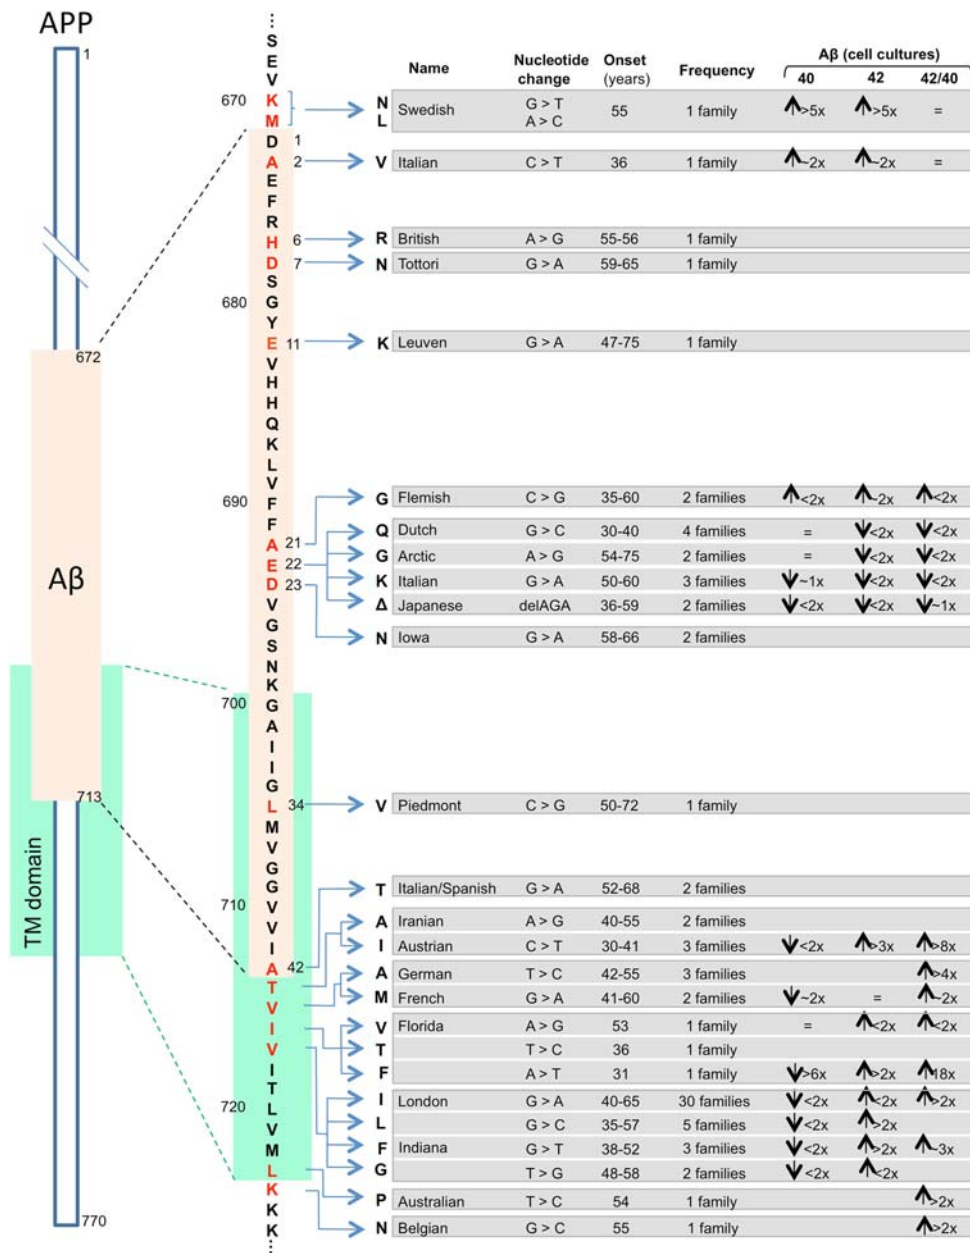 APP
1
672
Aβ
713
TM domain
770
⋮
S
E
V
670 K
M
D 1
A 2
E
F
R
H 6
D 7
S
680 G
Y
E 11
V
H
H
Q
K
L
V
690 F
F
A 21
E 22
D 23
V
G
S
N
K
700 G
A
I
I
G
L 34
M
V
G
G
710 V
V
I
A 42
T
V
I
V
I
T
720 L
V
M
L
K
K
K
⋮
Aβ (cell cultures)
Name Nucleotide change Onset (years) Frequency 40 42 42/40
N L Swedish G > T A > C 55 1 family ↑>5x ↑>5x =
V Italian C > T 36 1 family ↑~2x ↑~2x =
R British A > G 55-56 1 family
N Tottori G > A 59-65 1 family
K Leuven G > A 47-75 1 family
G Flemish C > G 35-60 2 families ↑<2x ↑~2x ↑<2x
Q Dutch G > C 30-40 4 families = ↓<2x ↓<2x
G Arctic A > G 54-75 2 families = ↓<2x ↓<2x
K Italian G > A 50-60 3 families ↓~1x ↓<2x ↓<2x
Δ Japanese delAGA 36-59 2 families ↓<2x ↓<2x ↓~1x
N Iowa G > A 58-66 2 families
V Piedmont C > G 50-72 1 family
T Italian/Spanish G > A 52-68 2 families
A Iranian A > G 40-55 2 families
I Austrian C > T 30-41 3 families ↓<2x ↑>3x ↑>8x
A German T > C 42-55 3 families ↑>4x
M French G > A 41-60 2 families ↓~2x = ↑~2x
V Florida A > G 53 1 family = ↑<2x ↑<2x
T T > C 36 1 family
F A > T 31 1 family ↓>6x ↑>2x ↑18x
I London G > A 40-65 30 families ↓<2x ↑<2x ↑>2x
L G > C 35-57 5 families ↓<2x ↑>2x
F Indiana G > T 38-52 3 families ↓<2x ↑>2x ↑~3x
G T > G 48-58 2 families ↓<2x ↑<2x
P Australian T > C 54 1 family ↑>2x
N Belgian G > C 55 1 family ↑>2x